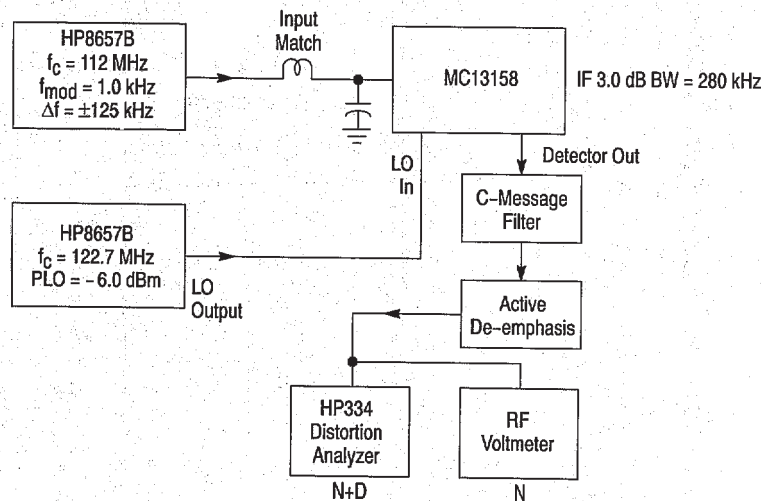 HP8657B
fc = 112 MHz
fmod = 1.0 kHz
Δf = ±125 kHz
Input
Match
MC13158
IF 3.0 dB BW = 280 kHz
LO
In
Detector Out
C–Message
Filter
HP8657B
fc = 122.7 MHz
PLO = – 6.0 dBm
LO
Output
Active
De–emphasis
HP334
Distortion
Analyzer
N+D
RF
Voltmeter
N